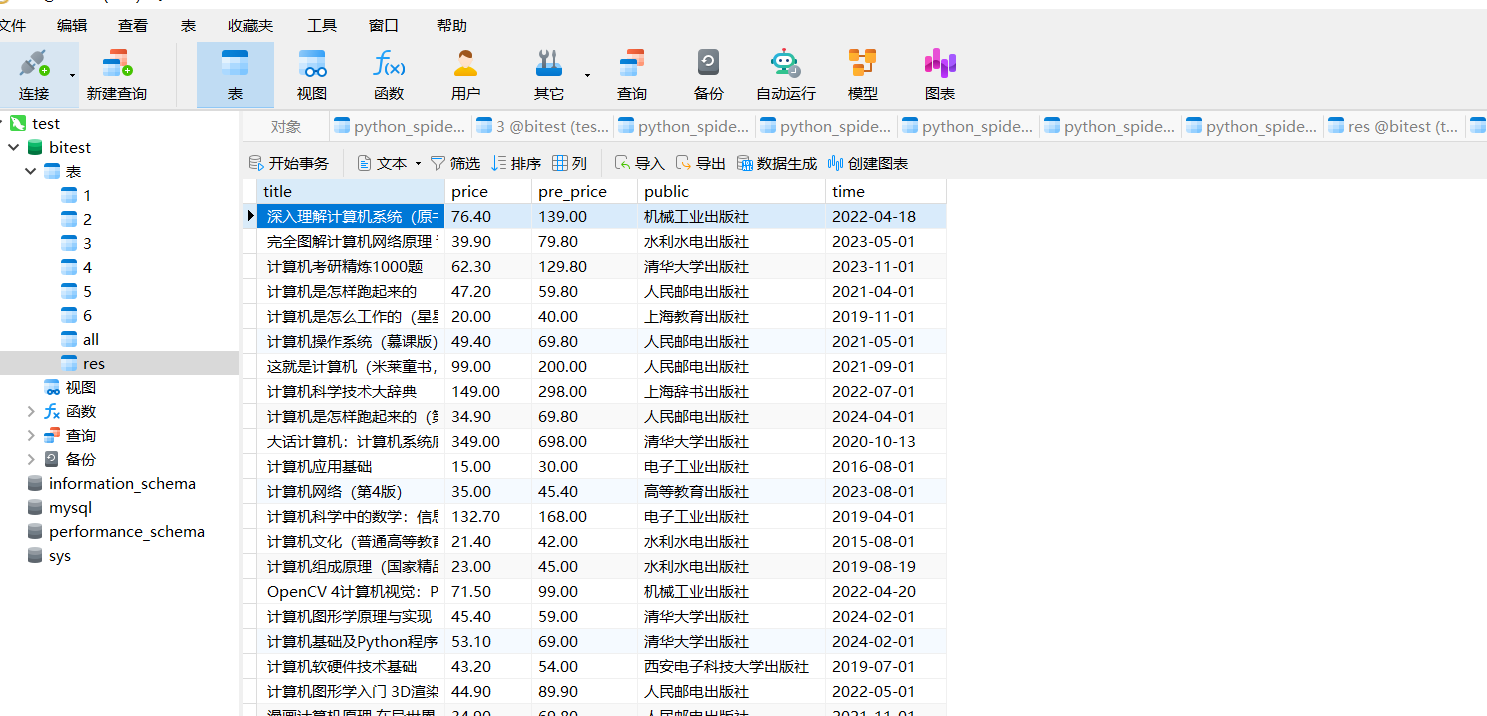 文件 编辑 查看 表 收藏夹 工具 窗口 帮助
连接 新建查询 表 视图 函数 用户 其它 查询 备份 自动运行 模型 图表
test
bitest
表
1
2
3
4
5
6
all
res
视图
函数
查询
备份
information_schema
mysql
performance_schema
sys
对象 python_spide... 3 @bitest (tes... python_spide... python_spide... python_spide... python_spide... python_spide... res @bitest (t...
开始事务 文本 筛选 排序 列 导入 导出 数据生成 创建图表
title price pre_price public time
深入理解计算机系统（原 76.40 139.00 机械工业出版社 2022-04-18
完全图解计算机网络原理 39.90 79.80 水利水电出版社 2023-05-01
计算机考研精炼1000题 62.30 129.80 清华大学出版社 2023-11-01
计算机是怎样跑起来的 47.20 59.80 人民邮电出版社 2021-04-01
计算机是怎么工作的（星 20.00 40.00 上海教育出版社 2019-11-01
计算机操作系统（慕课版） 49.40 69.80 人民邮电出版社 2021-05-01
这就是计算机（米莱童书， 99.00 200.00 人民邮电出版社 2021-09-01
计算机科学技术大辞典 149.00 298.00 上海辞书出版社 2022-07-01
计算机是怎样跑起来的（第 34.90 69.80 人民邮电出版社 2024-04-01
大话计算机：计算机系统 349.00 698.00 清华大学出版社 2020-10-13
计算机应用基础 15.00 30.00 电子工业出版社 2016-08-01
计算机网络（第4版） 35.00 45.40 高等教育出版社 2023-08-01
计算机科学中的数学：信息 132.70 168.00 电子工业出版社 2019-04-01
计算机文化（普通高等教育 21.40 42.00 水利水电出版社 2015-08-01
计算机组成原理（国家精品 23.00 45.00 水利水电出版社 2019-08-19
OpenCV 4计算机视觉：P 71.50 99.00 机械工业出版社 2022-04-20
计算机图形学原理与实现 45.40 59.00 清华大学出版社 2024-02-01
计算机基础及Python程序 53.10 69.00 清华大学出版社 2024-02-01
计算机软硬件技术基础 43.20 54.00 西安电子科技大学出版社 2019-07-01
计算机图形学入门 3D渲染 44.90 89.90 人民邮电出版社 2022-05-01
漫画计算机原理 在异世界 34.90 69.80 人民邮电出版社 2021-11-01